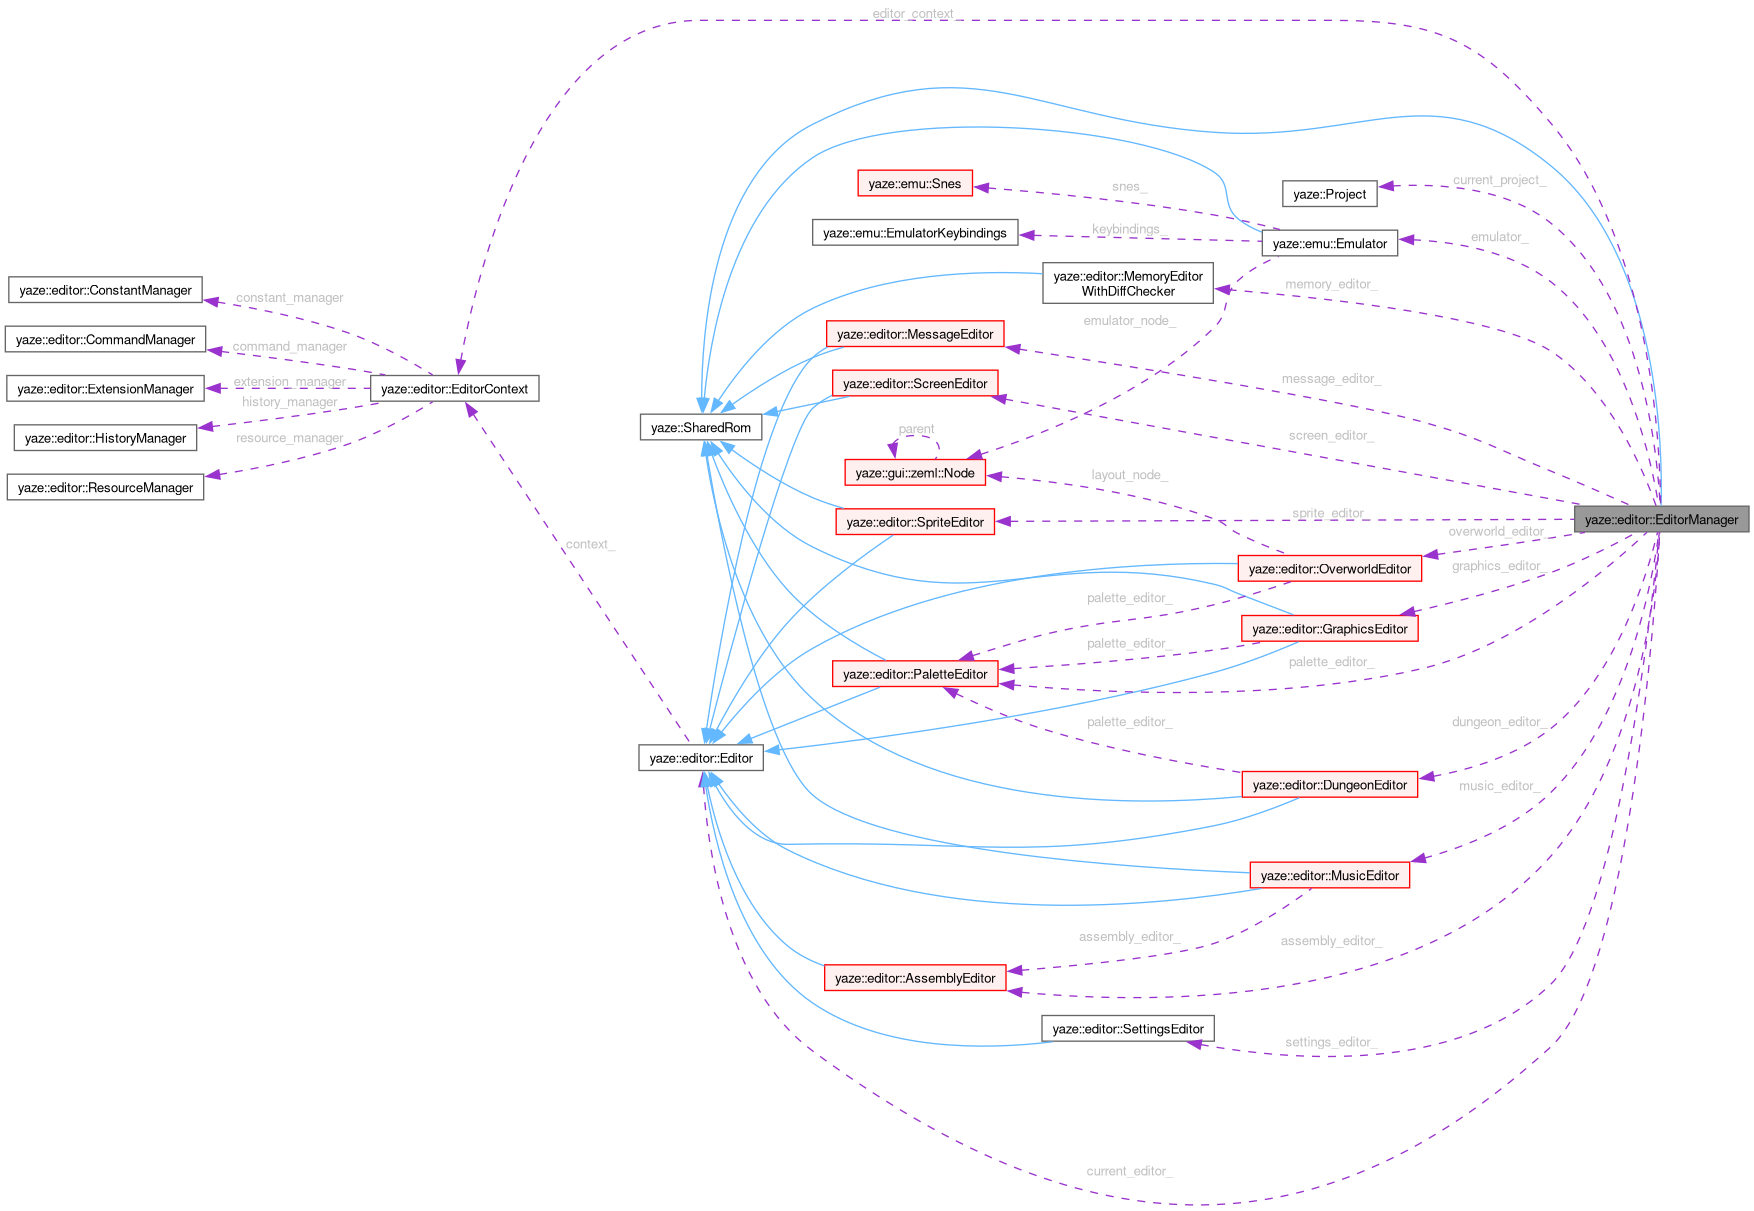 editor_context_
yaze::emu::Snes
snes_
yaze::Project
current_project_
yaze::emu::EmulatorKeybindings
keybindings_
yaze::emu::Emulator
emulator_
yaze::editor::ConstantManager
constant_manager
yaze::editor::MemoryEditor
WithDiffChecker
memory_editor_
emulator_node_
yaze::editor::CommandManager
command_manager
yaze::editor::MessageEditor
message_editor_
yaze::editor::ExtensionManager
extension_manager
yaze::editor::EditorContext
yaze::editor::ScreenEditor
screen_editor_
history_manager
yaze::editor::HistoryManager
resource_manager
yaze::SharedRom
parent
yaze::editor::ResourceManager
yaze::gui::zeml::Node
layout_node_
yaze::editor::SpriteEditor
sprite_editor_
yaze::editor::EditorManager
context_
overworld_editor_
yaze::editor::OverworldEditor
graphics_editor_
palette_editor_
yaze::editor::GraphicsEditor
palette_editor_
palette_editor_
yaze::editor::PaletteEditor
palette_editor_
dungeon_editor_
yaze::editor::Editor
yaze::editor::DungeonEditor
music_editor_
yaze::editor::MusicEditor
assembly_editor_
assembly_editor_
yaze::editor::AssemblyEditor
yaze::editor::SettingsEditor
settings_editor_
current_editor_